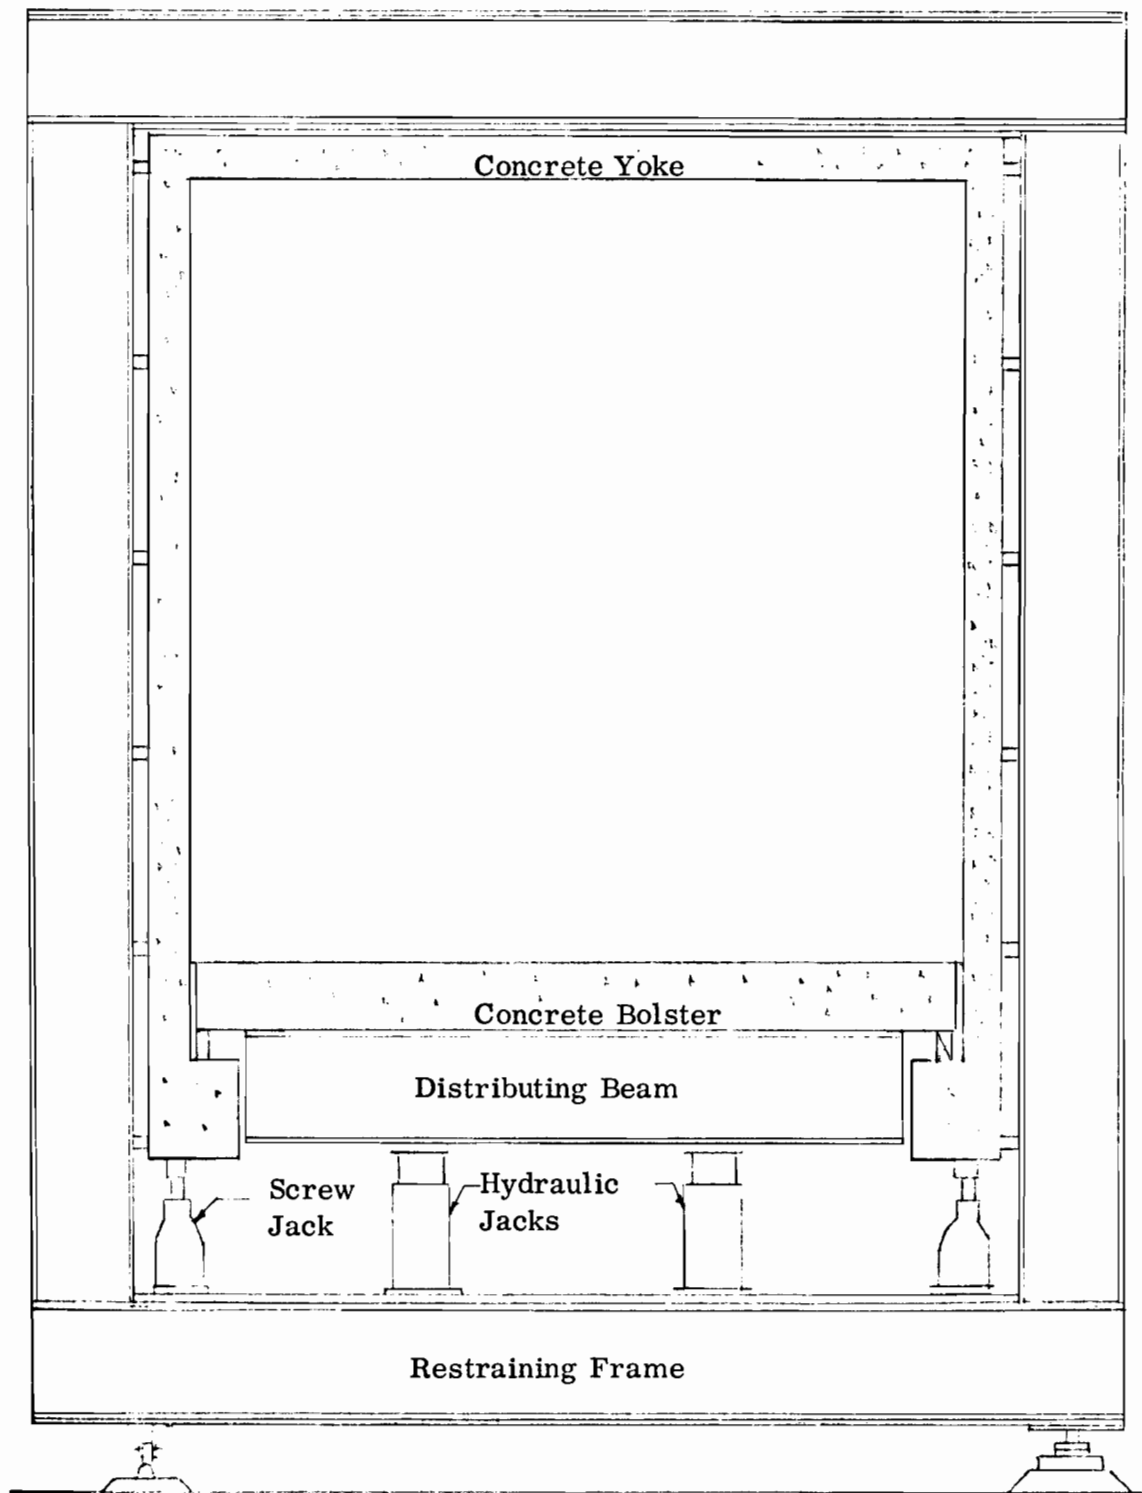 Concrete Yoke
Concrete Bolster
Distributing Beam
Screw
Jack
Hydraulic
Jacks
Restraining Frame